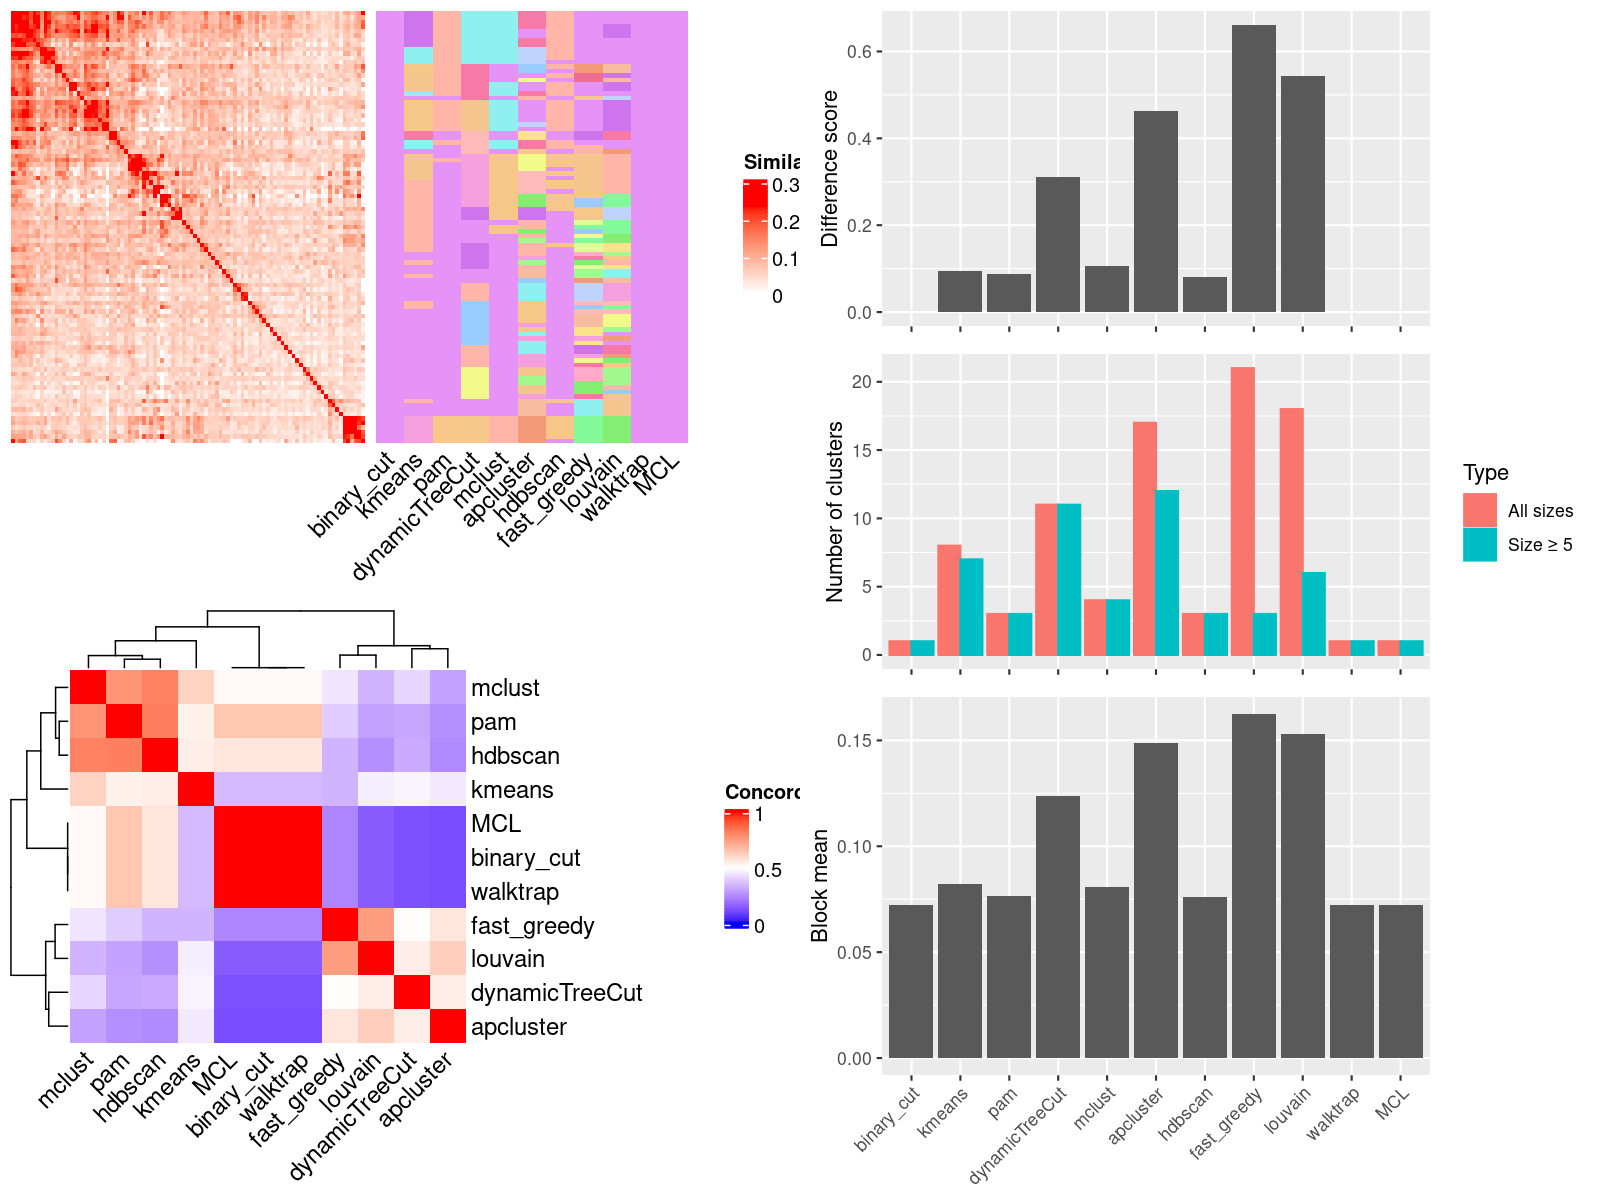 Simila
0.3
0.2
0.1
0
binary_cut
kmeans
pam
dynamicTreeCut
mclust
apcluster
hdbscan
fast_greedy
louvain
walktrap
MCL
mclust
pam
hdbscan
kmeans
MCL
binary_cut
walktrap
fast_greedy
louvain
dynamicTreeCut
apcluster
Concord
1
0.5
0
mclust
pam
hdbscan
kmeans
MCL
binary_cut
walktrap
fast_greedy
louvain
dynamicTreeCut
apcluster
Difference score
0.6
0.4
0.2
0.0
Number of clusters
20
15
10
5
0
Type
All sizes
Size ≥ 5
Block mean
0.15
0.10
0.05
0.00
binary_cut
kmeans
pam
dynamicTreeCut
mclust
apcluster
hdbscan
fast_greedy
louvain
walktrap
MCL